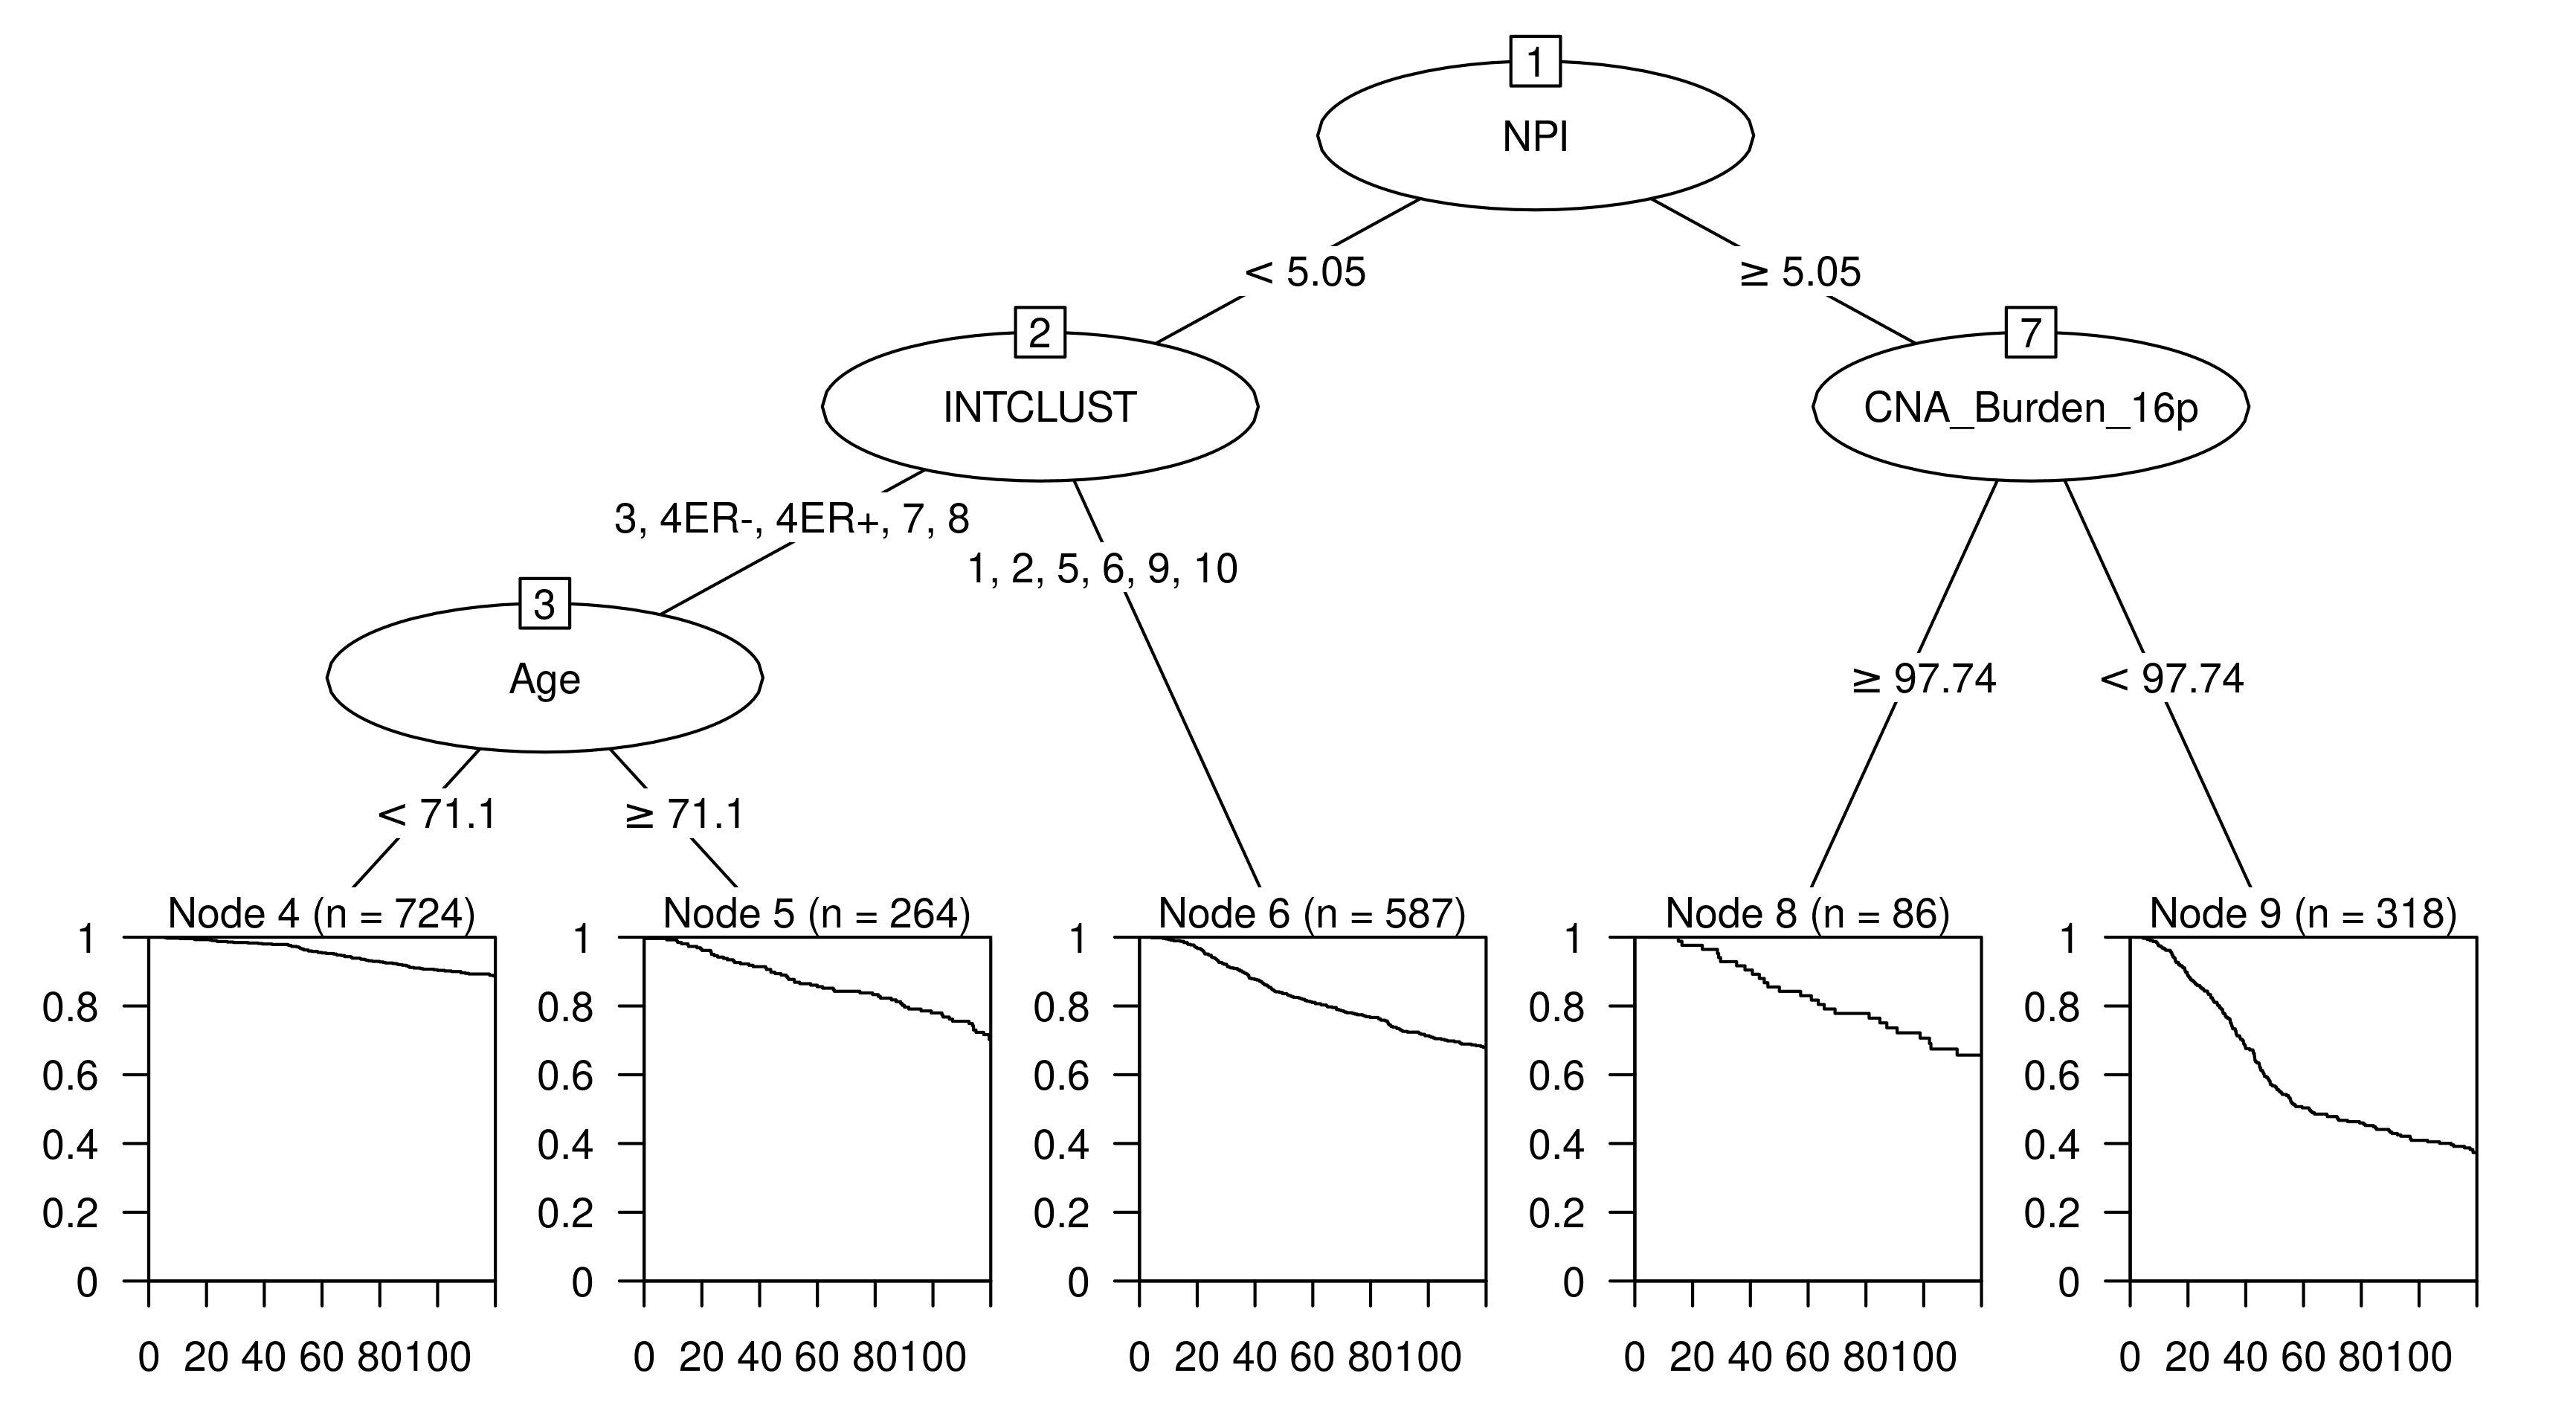 1
NPI
< 5.05
≥ 5.05
2
INTCLUST
7
CNA_Burden_16p
3, 4ER-, 4ER+, 7, 8
1, 2, 5, 6, 9, 10
3
Age
≥ 97.74
< 97.74
< 71.1
≥ 71.1
Node 4 (n = 724)
1
0.8
0.6
0.4
0.2
0
0 20 40 60 80100
Node 5 (n = 264)
1
0.8
0.6
0.4
0.2
0
0 20 40 60 80100
Node 6 (n = 587)
1
0.8
0.6
0.4
0.2
0
0 20 40 60 80100
Node 8 (n = 86)
1
0.8
0.6
0.4
0.2
0
0 20 40 60 80100
Node 9 (n = 318)
1
0.8
0.6
0.4
0.2
0
0 20 40 60 80100